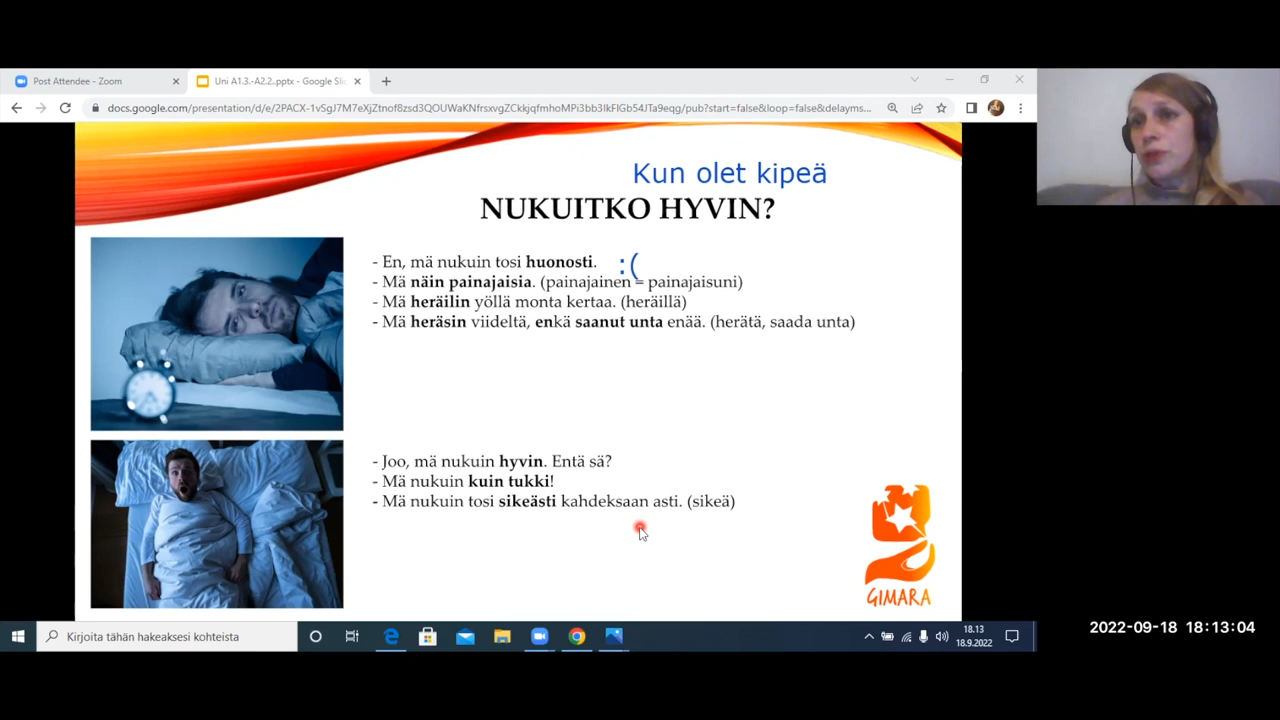 Post Attendee - Zoom
Uni A1.3.-A2.2..pptx - Google Slid
docs.google.com/presentation/d/e/2PACX-1vSgJ7M7eXjZtnof8zsd3QOUWaKNfrsxvgZCkkjqfmhoMPi3bb3IkFlGb54JTa9eqg/pub?start=false&loop=false&delayms...
Kun olet kipeä
NUKUITKO HYVIN?
- En, mä nukuin tosi huonosti. :(
- Mä näin painajaisia. (painajainen = painajaisuni)
- Mä heräilin yöllä monta kertaa. (heräillä)
- Mä heräsin viideltä, enkä saanut unta enää. (herätä, saada unta)
- Joo, mä nukuin hyvin. Entä sä?
- Mä nukuin kuin tukki!
- Mä nukuin tosi sikeästi kahdeksaan asti. (sikeä)
GIMARA
Kirjoita tähän hakeaksesi kohteista
18.13
18.9.2022
2022-09-18 18:13:04